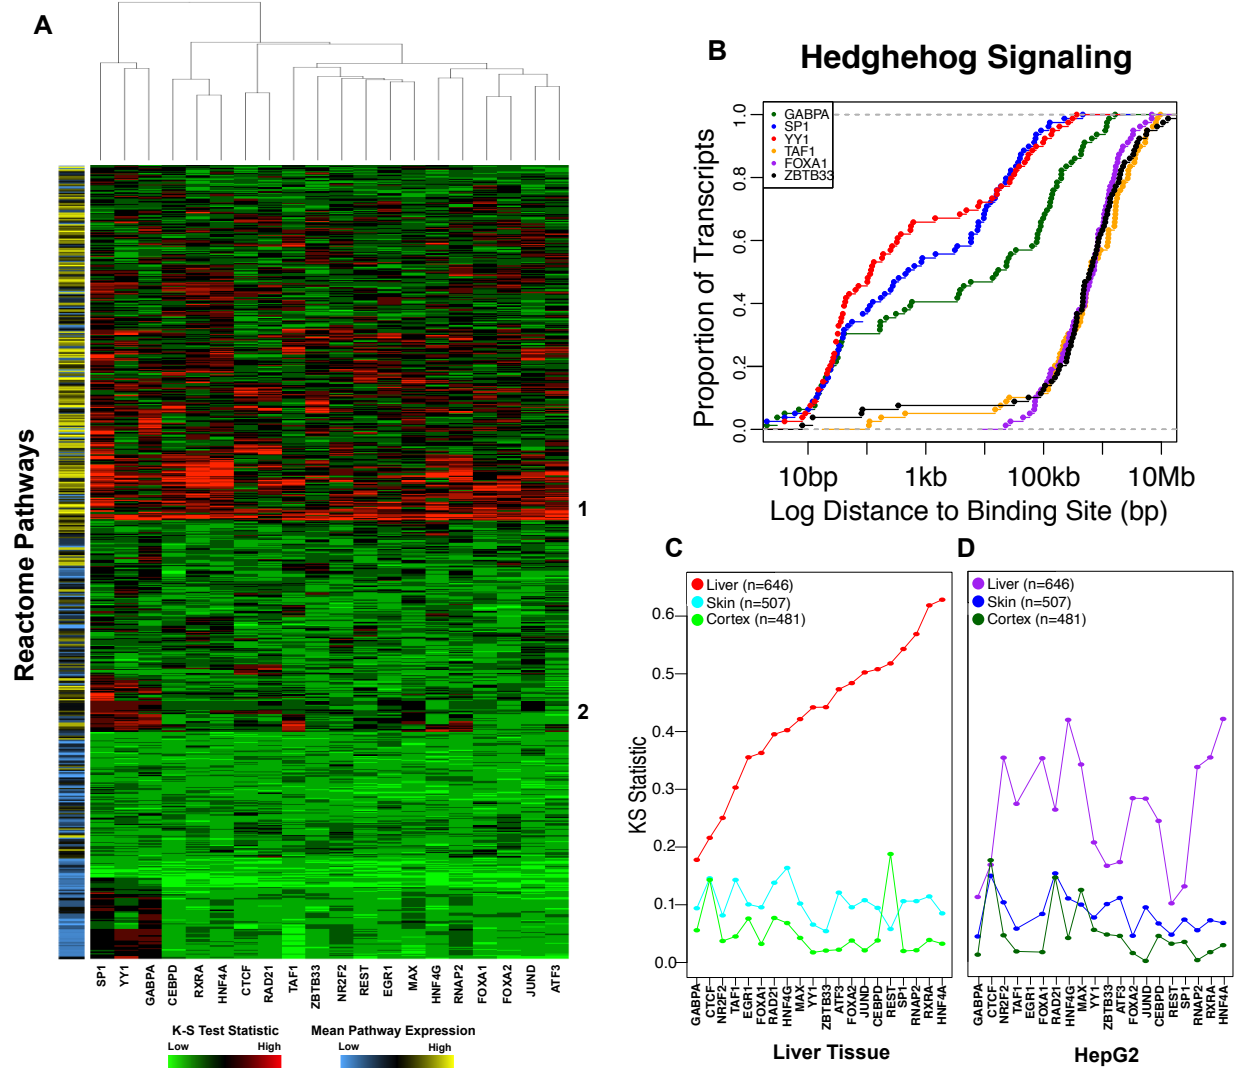 A
Reactome Pathways
1
2
SP1
YY1
GABPA
CEBPD
RXRA
HNF4A
CTCF
RAD21
TAF1
ZBTB33
NR2F2
REST
EGR1
MAX
HNF4G
RNAP2
FOXA1
FOXA2
JUND
ATF3
K-S Test Statistic
Low High
Mean Pathway Expression
Low High
B
Hedghehog Signaling
GABPA
SP1
YY1
TAF1
FOXA1
ZBTB33
Proportion of Transcripts
1.0
0.8
0.6
0.4
0.2
0.0
10bp 1kb 100kb 10Mb
Log Distance to Binding Site (bp)
C
Liver (n=646)
Skin (n=507)
Cortex (n=481)
KS Statistic
0.6
0.5
0.4
0.3
0.2
0.1
0.0
GABPA
CTCF
NR2F2
TAF1
EGR1
FOXA1
RAD21
HNF4G
MAX
YY1
ZBTB33
ATF3
FOXA2
JUND
CEBPD
REST
SP1
RNAP2
RXRA
HNF4A
Liver Tissue
D
Liver (n=646)
Skin (n=507)
Cortex (n=481)
GABPA
CTCF
NR2F2
TAF1
EGR1
FOXA1
RAD21
HNF4G
MAX
YY1
ZBTB33
ATF3
FOXA2
JUND
CEBPD
REST
SP1
RNAP2
RXRA
HNF4A
HepG2